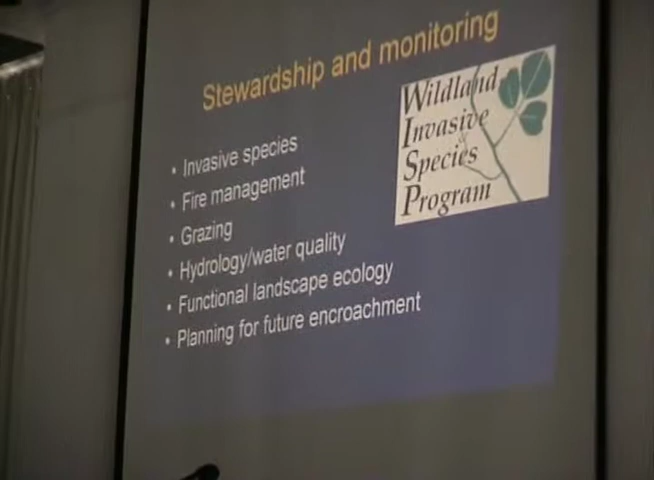 Stewardship and monitoring
Wildland
Invasive
Species
Program
• Invasive species
• Fire management
• Grazing
• Hydrology/water quality
• Functional landscape ecology
• Planning for future encroachment